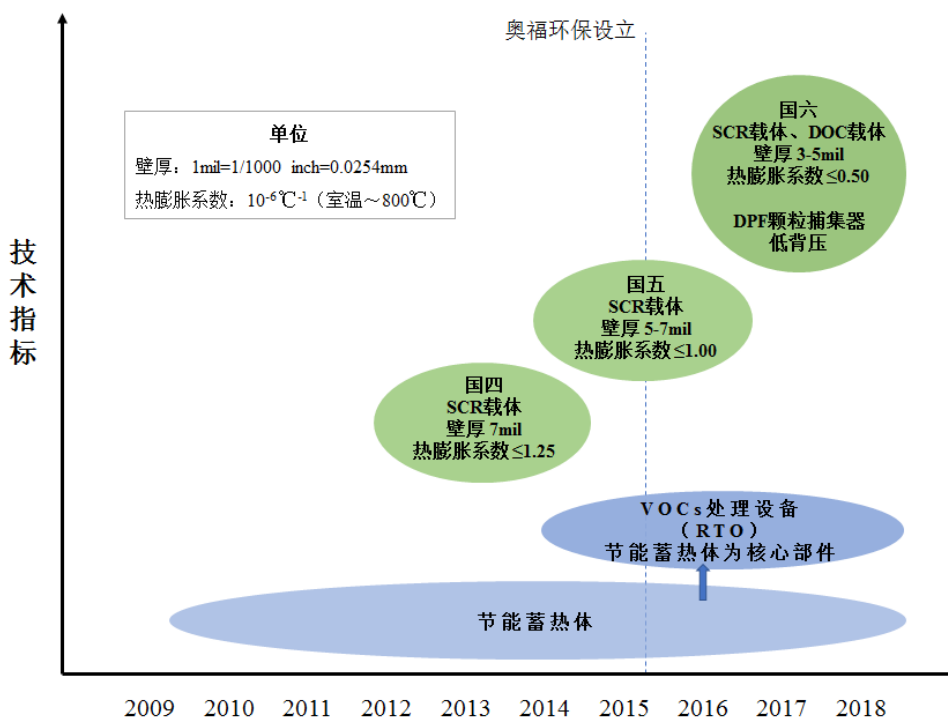 奥福环保设立
单位
壁厚：1mil=1/1000 inch=0.0254mm
热膨胀系数：10⁻⁶℃⁻¹（室温～800℃）
国六
SCR载体、DOC载体
壁厚 3-5mil
热膨胀系数≤0.50
DPF颗粒捕集器
低背压
技术指标
国五
SCR载体
壁厚 5-7mil
热膨胀系数≤1.00
国四
SCR载体
壁厚 7mil
热膨胀系数≤1.25
VOCs处理设备
（RTO）
节能蓄热体为核心部件
节能蓄热体
2009 2010 2011 2012 2013 2014 2015 2016 2017 2018